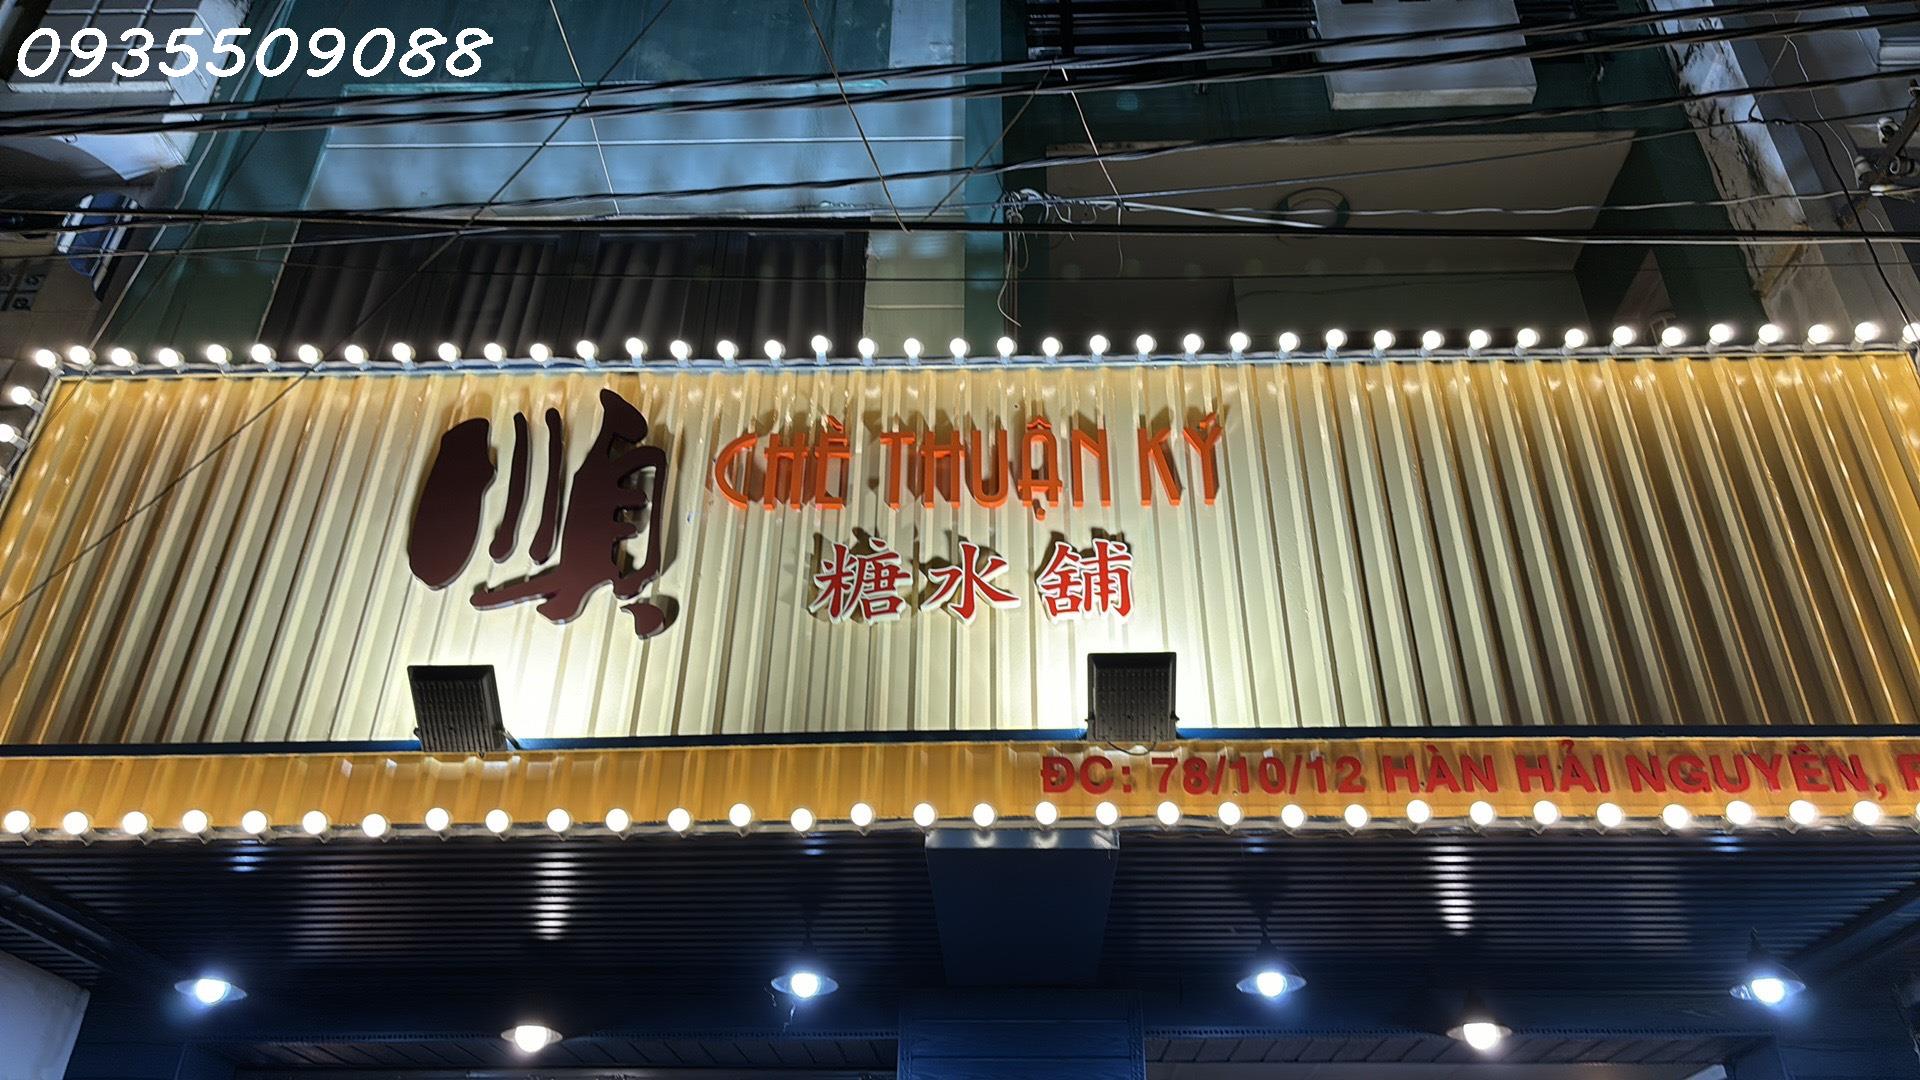 0935509088
順
CHÈ THUẬN KÝ
糖水舖
ĐC: 78/10/12 HÀN HẢI NGUYÊN,